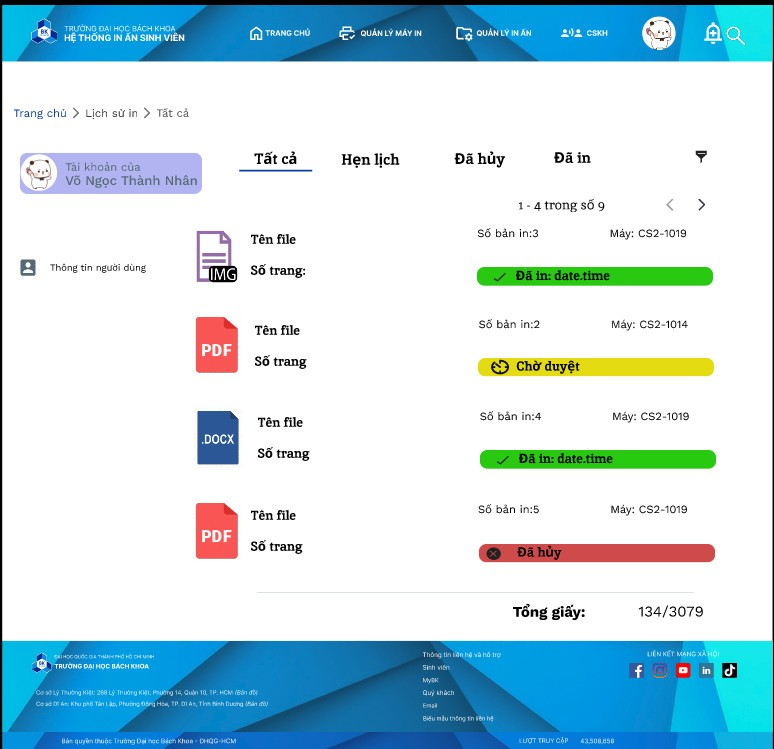 BK
TRƯỜNG ĐẠI HỌC BÁCH KHOA
HỆ THỐNG IN ẤN SINH VIÊN
TRANG CHỦ
QUẢN LÝ MÁY IN
QUẢN LÝ IN ẤN
CSKH
Trang chủ > Lịch sử in > Tất cả
Tài khoản của
Võ Ngọc Thành Nhân
Thông tin người dùng
Tất cả
Hẹn lịch
Đã hủy
Đã in
1 - 4 trong số 9
IMG
Tên file
Số trang:
Số bản in:3
Máy: CS2-1019
Đã in: date.time
PDF
Tên file
Số trang
Số bản in:2
Máy: CS2-1014
Chờ duyệt
.DOCX
Tên file
Số trang
Số bản in:4
Máy: CS2-1019
Đã in: date.time
PDF
Tên file
Số trang
Số bản in:5
Máy: CS2-1019
Đã hủy
Tổng giấy:
134/3079
BK
ĐẠI HỌC QUỐC GIA THÀNH PHỐ HỒ CHÍ MINH
TRƯỜNG ĐẠI HỌC BÁCH KHOA
Cơ sở Lý Thường Kiệt: 268 Lý Thường Kiệt, Phường 14, Quận 10, TP. HCM (Bản đồ)
Cơ sở Dĩ An: Khu phố Tân Lập, Phường Đông Hòa, TP. Dĩ An, Tỉnh Bình Dương (Bản đồ)
Thông tin liên hệ và hỗ trợ
Sinh viên
MyBK
Quý khách
Email
Biểu mẫu thông tin liên hệ
LIÊN KẾT MẠNG XÃ HỘI
Bản quyền thuộc Trường Đại học Bách Khoa - ĐHQG-HCM
LƯỢT TRUY CẬP
43,508,658